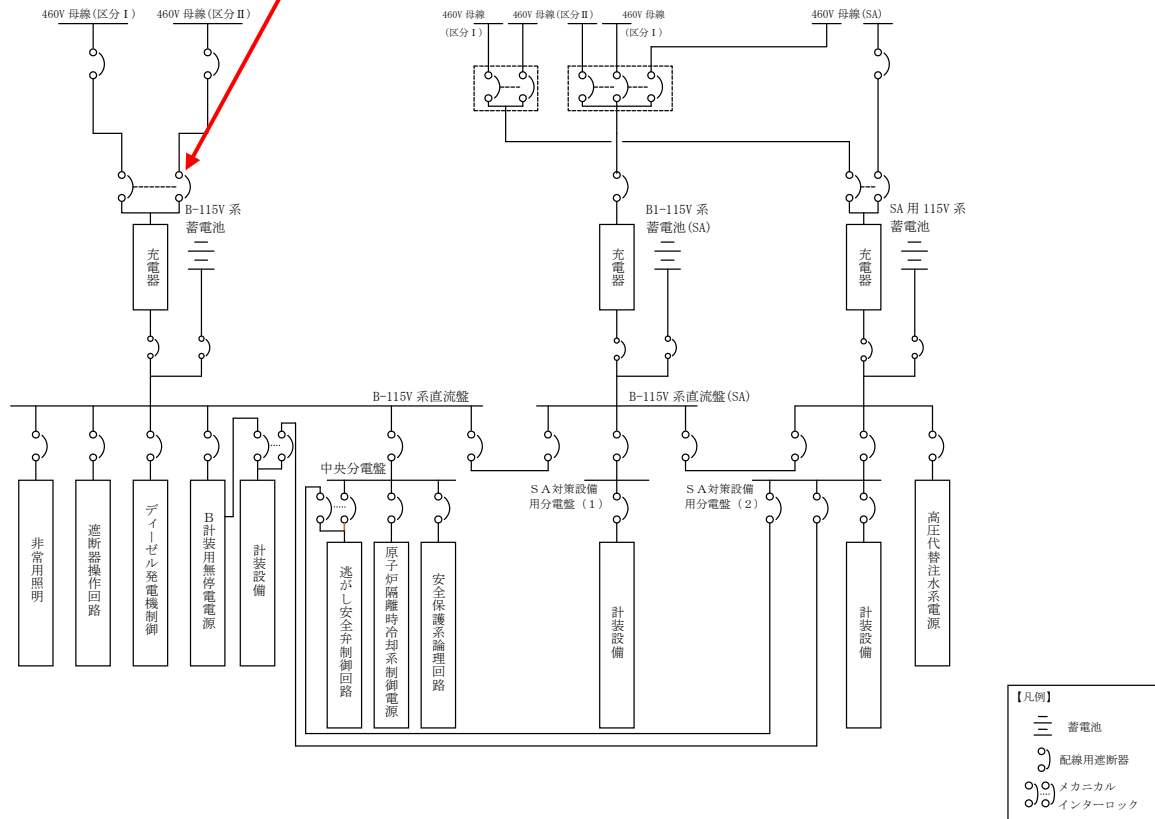 460V 母線(区分Ⅰ)
460V 母線(区分Ⅱ)
460V 母線
(区分Ⅰ)
460V 母線(区分Ⅱ)
460V 母線
(区分Ⅰ)
460V 母線(SA)
B-115V 系
蓄電池
充電器
B1-115V 系
蓄電池(SA)
充電器
SA 用 115V 系
蓄電池
充電器
B-115V 系直流盤
B-115V 系直流盤(SA)
中央分電盤
SA対策設備
用分電盤（1）
SA対策設備
用分電盤（2）
非常用照明
遮断器操作回路
ディーゼル発電機制御
B計装用無停電電源
計装設備
逃がし安全弁制御回路
原子炉隔離時冷却系制御電源
安全保護系論理回路
計装設備
計装設備
高圧代替注水系電源
【凡例】
蓄電池
配線用遮断器
メカニカル
インターロック